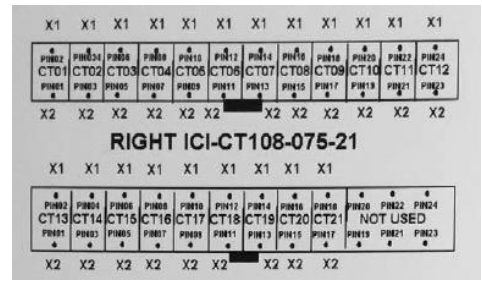 X1 X1 X1 X1 X1 X1 X1 X1 X1 X1 X1 X1
PIN02 PIN034 PIN06 PIN08 PIN10 PIN12 PIN14 PIN16 PIN18 PIN20 PIN22 PIN24
CT01 CT02 CT03 CT04 CT05 CT06 CT07 CT08 CT09 CT10 CT11 CT12
PIN01 PIN03 PIN05 PIN07 PIN09 PIN11 PIN13 PIN15 PIN17 PIN19 PIN21 PIN23
X2 X2 X2 X2 X2 X2 X2 X2 X2 X2 X2 X2
RIGHT ICI-CT108-075-21
X1 X1 X1 X1 X1 X1 X1 X1 X1
PIN02 PIN04 PIN06 PIN08 PIN10 PIN12 PIN14 PIN16 PIN18 PIN20 PIN22 PIN24
CT13 CT14 CT15 CT16 CT17 CT18 CT19 CT20 CT21 NOT USED
PIN01 PIN03 PIN05 PIN07 PIN09 PIN11 PIN13 PIN15 PIN17 PIN19 PIN21 PIN23
X2 X2 X2 X2 X2 X2 X2 X2 X2